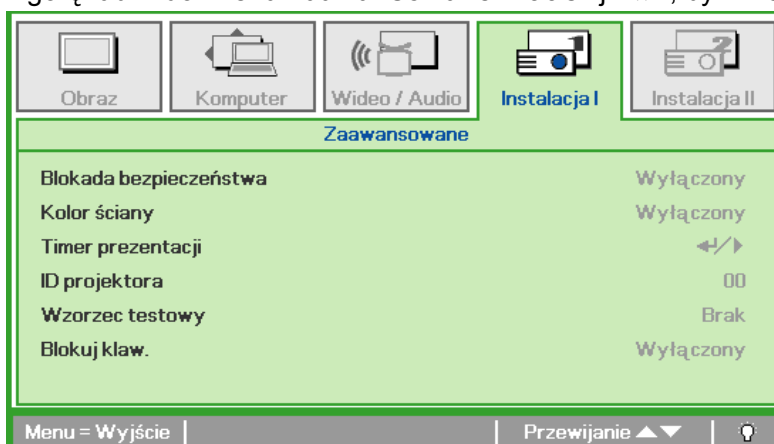 Obraz
Komputer
Wideo / Audio
Instalacja I
Instalacja II
Zaawansowane
Blokada bezpieczeństwa Wyłączony
Kolor ściany Wyłączony
Timer prezentacji
ID projektora 00
Wzorzec testowy Brak
Blokuj klaw. Wyłączony
Menu = Wyjście
Przewijanie